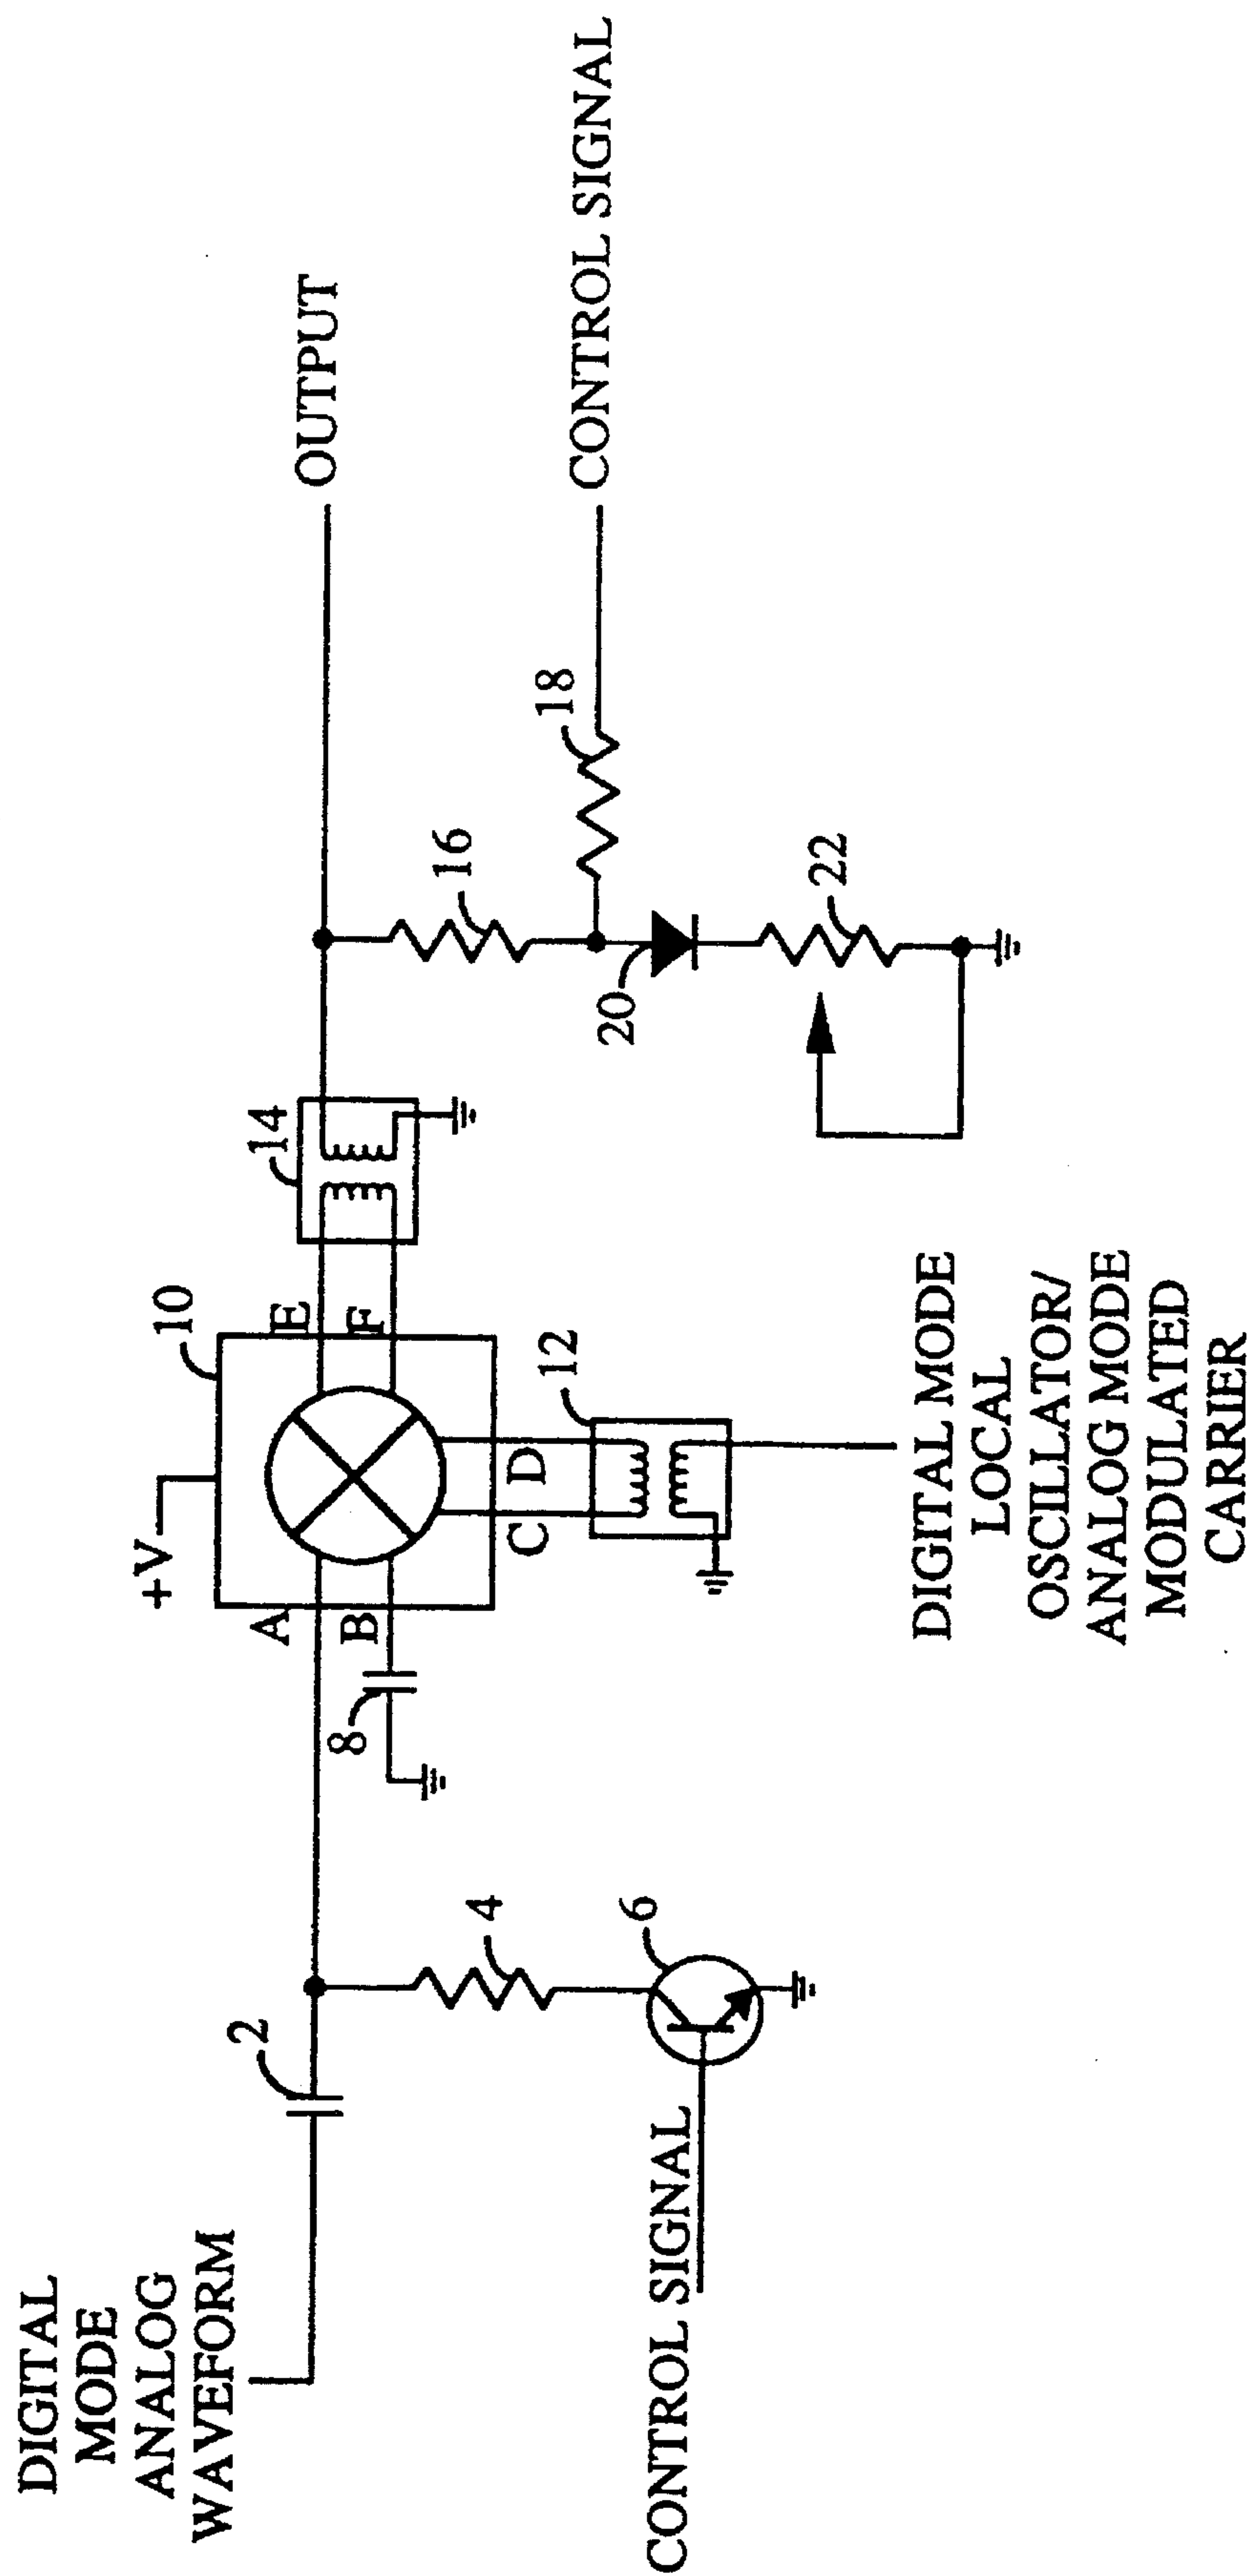 DIGITAL
MODE
ANALOG
WAVEFORM
2
4
CONTROL SIGNAL
6
8
+V
10
A
B
C
D
E
F
12
DIGITAL MODE
LOCAL
OSCILLATOR/
ANALOG MODE
MODULATED
CARRIER
14
16
18
20
22
OUTPUT
CONTROL SIGNAL